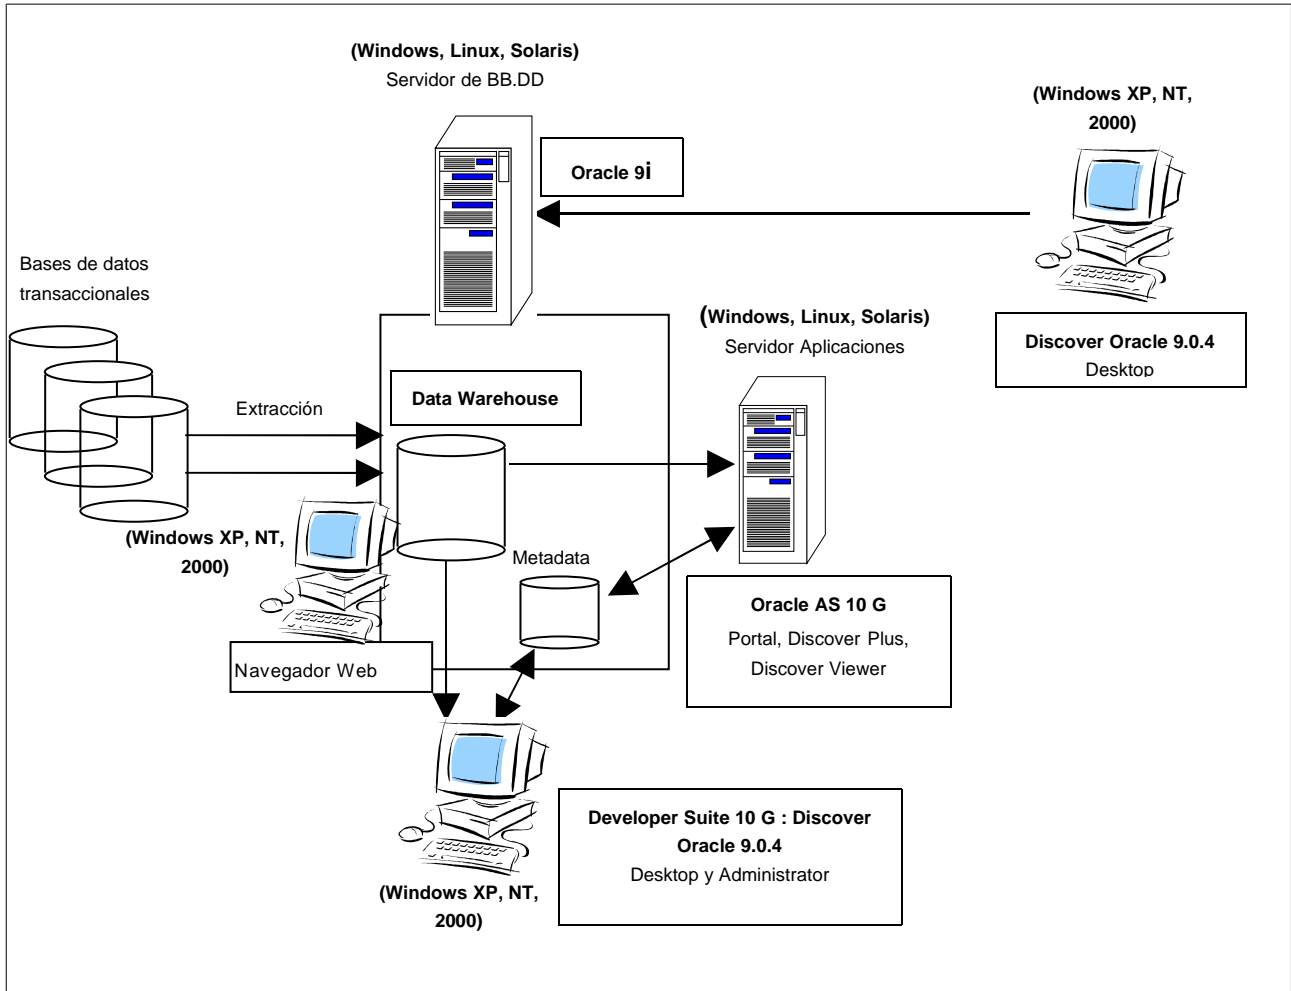 (Windows, Linux, Solaris)
Servidor de BB.DD
(Windows XP, NT,
2000)
Oracle 9i
Bases de datos
transaccionales
(Windows, Linux, Solaris)
Servidor Aplicaciones
Discover Oracle 9.0.4
Desktop
Extracción
Data Warehouse
(Windows XP, NT,
2000)
Metadata
Oracle AS 10 G
Portal, Discover Plus,
Discover Viewer
Navegador Web
Developer Suite 10 G : Discover
Oracle 9.0.4
Desktop y Administrator
(Windows XP, NT,
2000)